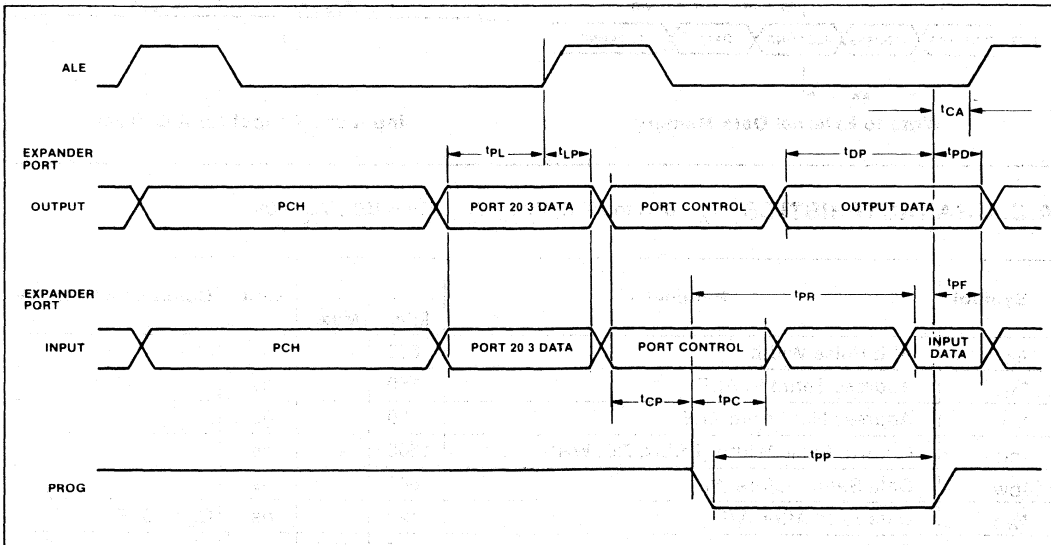 ALE
tCA
EXPANDER
PORT
tPL
tLP
tDP
tPD
OUTPUT
PCH
PORT 20 3 DATA
PORT CONTROL
OUTPUT DATA
EXPANDER
PORT
tPR
tPF
INPUT
PCH
PORT 20 3 DATA
PORT CONTROL
INPUT
DATA
tCP
tPC
tPP
PROG